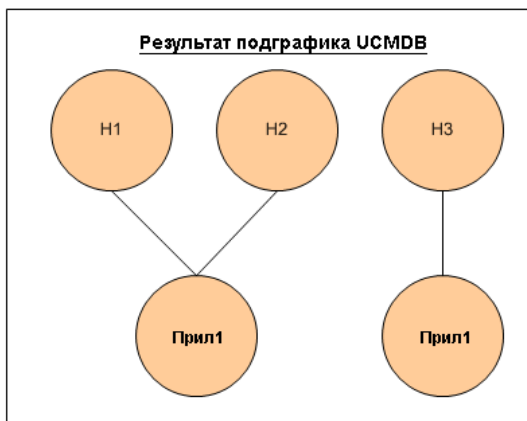 Результат подграфика UCMDB
H1
H2
H3
Прил1
Прил1